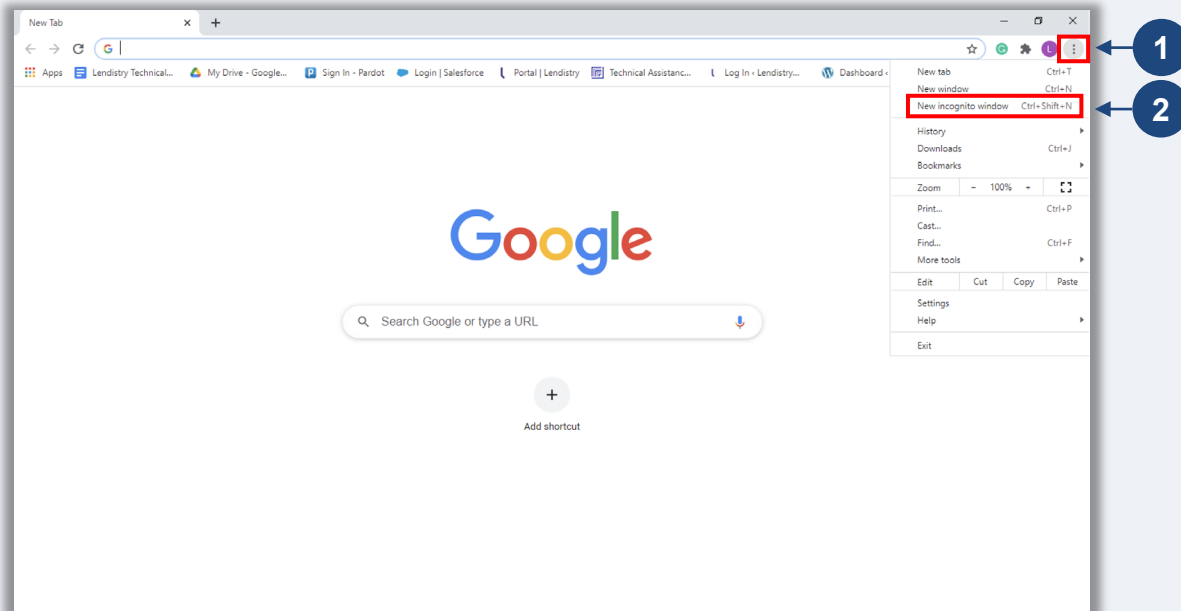 New Tab
G
Apps Lendistry Technical... My Drive - Google... Sign In - Pardot Login | Salesforce Portal | Lendistry Technical Assistanc... Log In ‹ Lendistry... Dashboard ‹
L
1
New tab Ctrl+T
New window Ctrl+N
New incognito window Ctrl+Shift+N
2
History
Downloads Ctrl+J
Bookmarks
Zoom - 100% +
Print... Ctrl+P
Cast...
Find... Ctrl+F
More tools
Edit Cut Copy Paste
Settings
Help
Exit
Google
Search Google or type a URL
Add shortcut